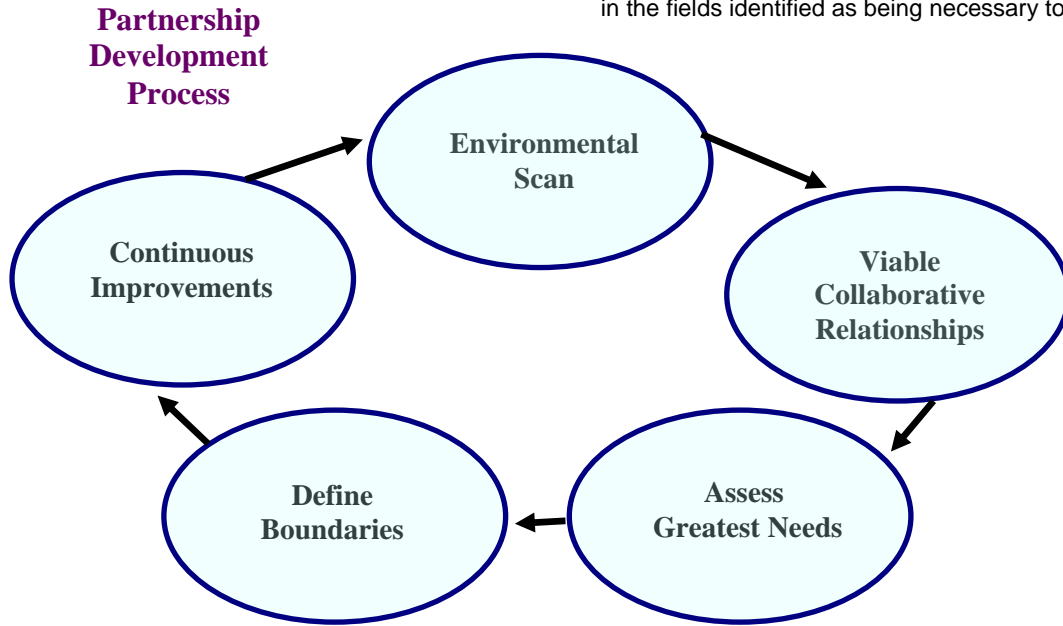 in the fields identified as being necessary to
Partnership
Development
Process
Environmental
Scan
Viable
Collaborative
Relationships
Assess
Greatest Needs
Define
Boundaries
Continuous
Improvements